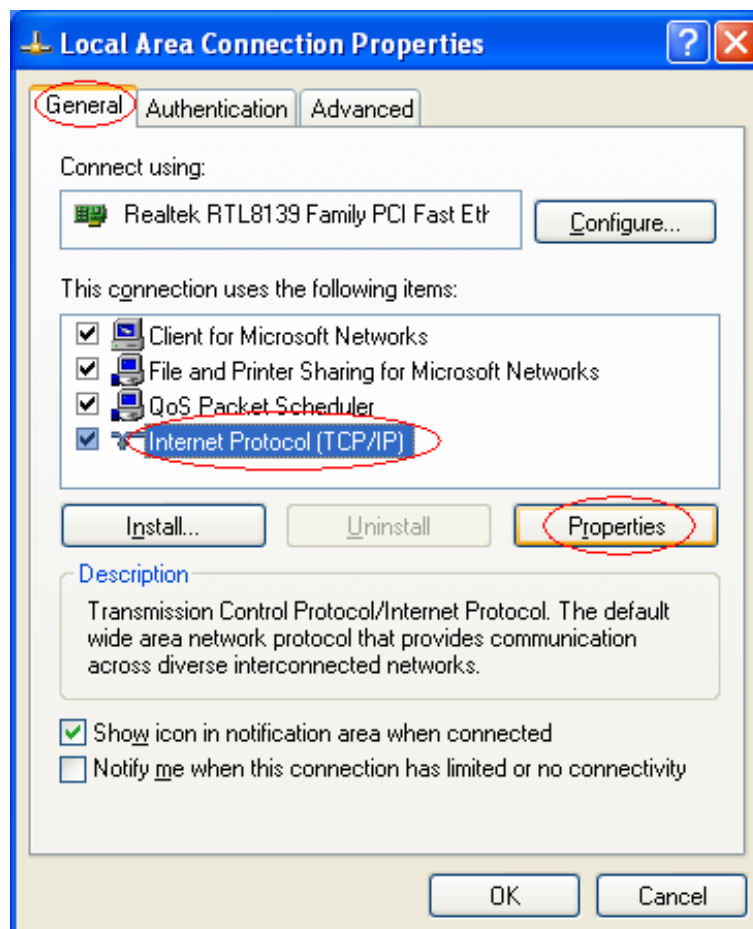 Local Area Connection Properties
General Authentication Advanced
Connect using:
Realtek RTL8139 Family PCI Fast Eth
Configure...
This connection uses the following items:
Client for Microsoft Networks
File and Printer Sharing for Microsoft Networks
QoS Packet Scheduler
Internet Protocol (TCP/IP)
Install... Uninstall Properties
Description
Transmission Control Protocol/Internet Protocol. The default
wide area network protocol that provides communication
across diverse interconnected networks.
Show icon in notification area when connected
Notify me when this connection has limited or no connectivity
OK Cancel